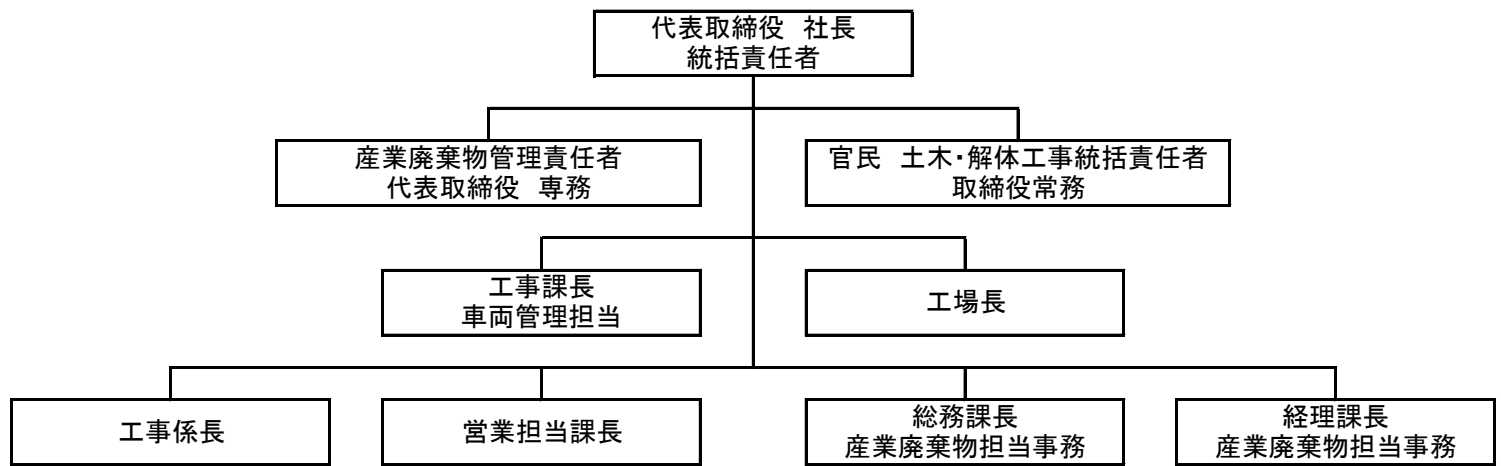 代表取締役　社長
統括責任者
産業廃棄物管理責任者
代表取締役　専務
官民　土木・解体工事統括責任者
取締役常務
工事課長
車両管理担当
工場長
工事係長
営業担当課長
総務課長
産業廃棄物担当事務
経理課長
産業廃棄物担当事務